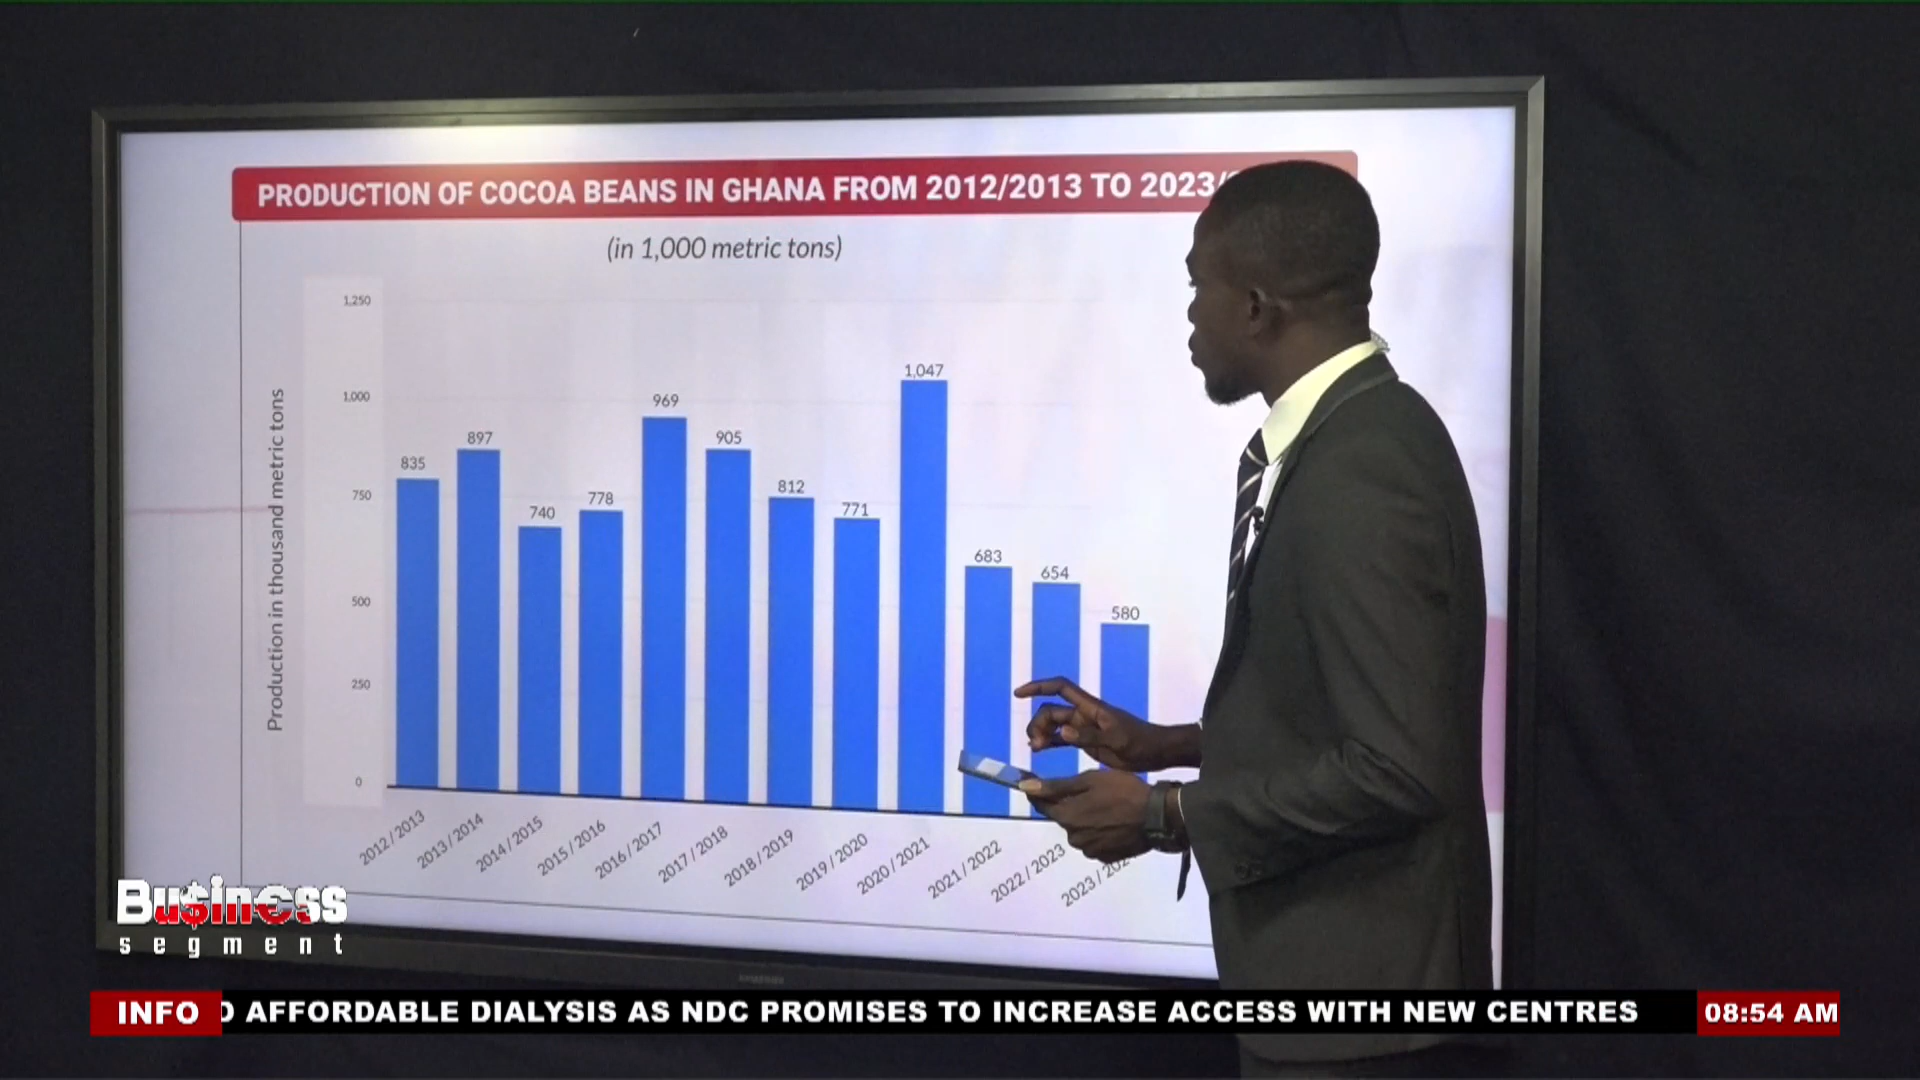 PRODUCTION OF COCOA BEANS IN GHANA FROM 2012/2013 TO 2023/
(in 1,000 metric tons)
Production in thousand metric tons
1,250
1,000
750
500
250
0
835
897
740
778
969
905
812
771
1,047
683
654
580
2012 / 2013
2013 / 2014
2014 / 2015
2015 / 2016
2016 / 2017
2017 / 2018
2018 / 2019
2019 / 2020
2020 / 2021
2021 / 2022
2022 / 2023
2023 / 202
Business
segment
SAMSUNG
INFO
O AFFORDABLE DIALYSIS AS NDC PROMISES TO INCREASE ACCESS WITH NEW CENTRES
08:54 AM